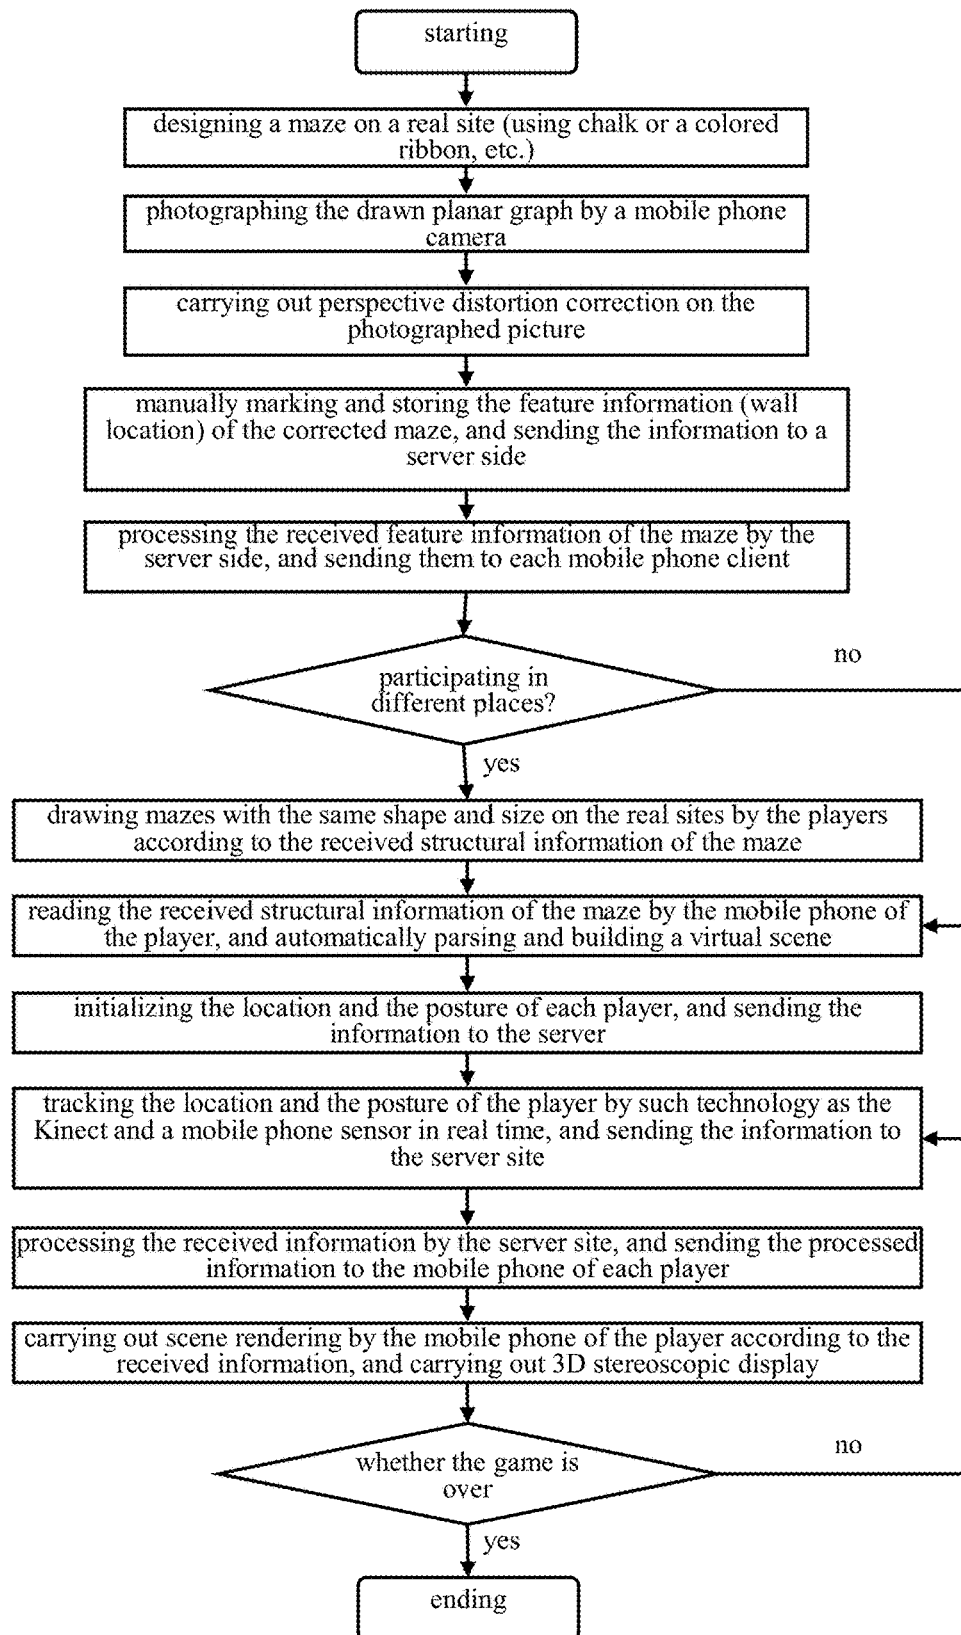 starting
designing a maze on a real site (using chalk or a colored
ribbon, etc.)
photographing the drawn planar graph by a mobile phone
camera
carrying out perspective distortion correction on the
photographed picture
manually marking and storing the feature information (wall
location) of the corrected maze, and sending the information to a
server side
processing the received feature information of the maze by the
server side, and sending them to each mobile phone client
participating in
different places?
no
yes
drawing mazes with the same shape and size on the real sites by the players
according to the received structural information of the maze
reading the received structural information of the maze by the mobile phone of
the player, and automatically parsing and building a virtual scene
initializing the location and the posture of each player, and sending the
information to the server
tracking the location and the posture of the player by such technology as the
Kinect and a mobile phone sensor in real time, and sending the information to
the server site
processing the received information by the server site, and sending the processed
information to the mobile phone of each player
carrying out scene rendering by the mobile phone of the player according to the
received information, and carrying out 3D stereoscopic display
whether the game is
over
no
yes
ending